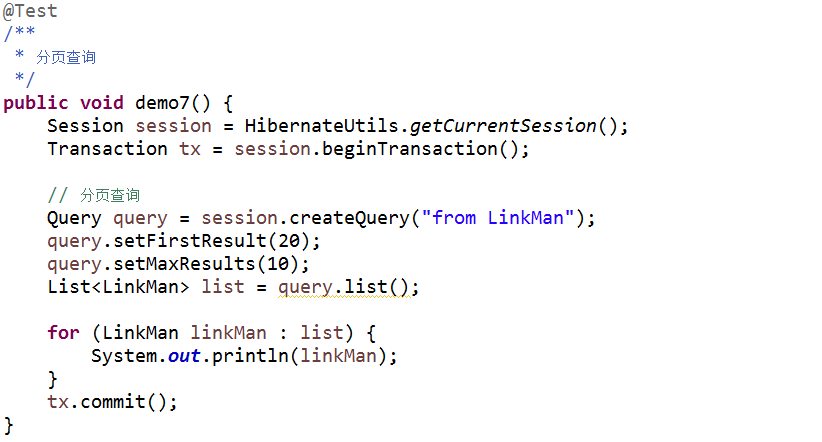 @Test
/**
 * 分页查询
 */
public void demo7() {
    Session session = HibernateUtils.getCurrentSession();
    Transaction tx = session.beginTransaction();

    // 分页查询
    Query query = session.createQuery("from LinkMan");
    query.setFirstResult(20);
    query.setMaxResults(10);
    List<LinkMan> list = query.list();

    for (LinkMan linkMan : list) {
        System.out.println(linkMan);
    }
    tx.commit();
}